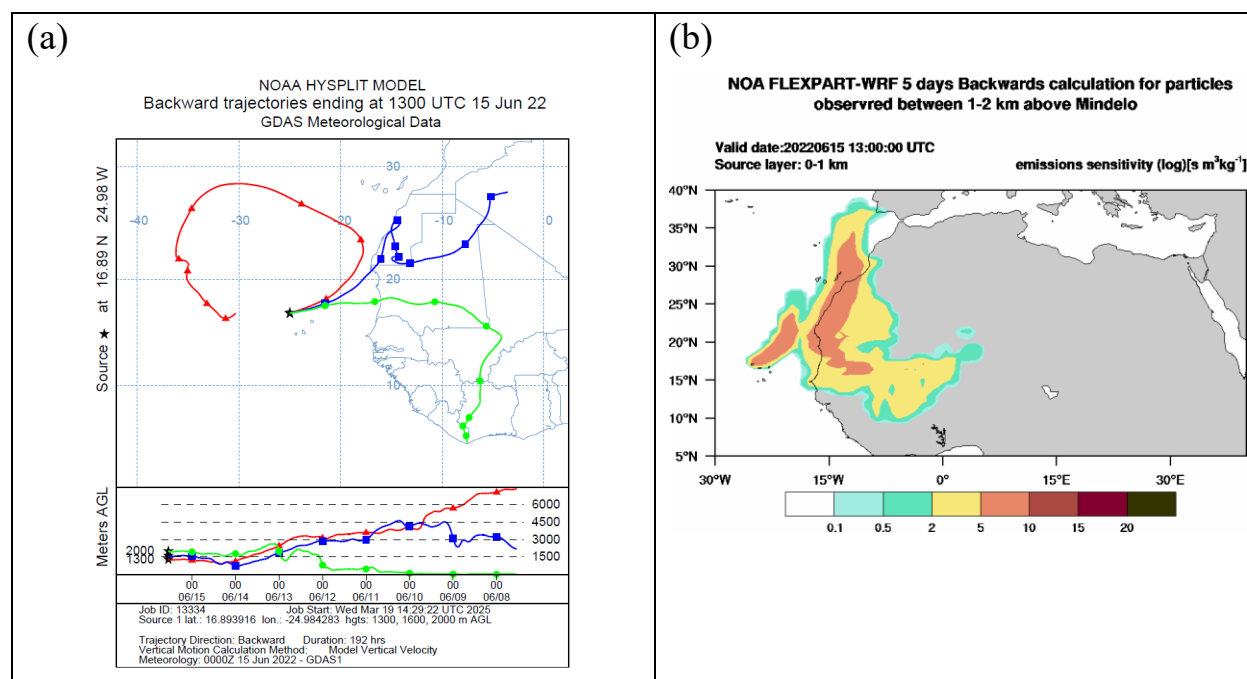 (a)
NOAA HYSPLIT MODEL
Backward trajectories ending at 1300 UTC 15 Jun 22
GDAS Meteorological Data
Source ★ at 16.89 N 24.98 W
30
-40 -30 -20 -10 0
20
10
Meters AGL
6000
4500
3000
2000
1500
1300
00 00 00 00 00 00 00 00
06/15 06/14 06/13 06/12 06/11 06/10 06/09 06/08
Job ID: 13334 Job Start: Wed Mar 19 14:29:22 UTC 2025
Source 1 lat.: 16.893916 lon.: -24.984283 hgts: 1300, 1600, 2000 m AGL
Trajectory Direction: Backward Duration: 192 hrs
Vertical Motion Calculation Method: Model Vertical Velocity
Meteorology: 0000Z 15 Jun 2022 - GDAS1
(b)
NOA FLEXPART-WRF 5 days Backwards calculation for particles
observred between 1-2 km above Mindelo
Valid date:20220615 13:00:00 UTC
Source layer: 0-1 km emissions sensitivity (log)[s m³kg⁻¹]
40°N
35°N
30°N
25°N
20°N
15°N
10°N
5°N
30°W 15°W 0° 15°E 30°E
0.1 0.5 2 5 10 15 20